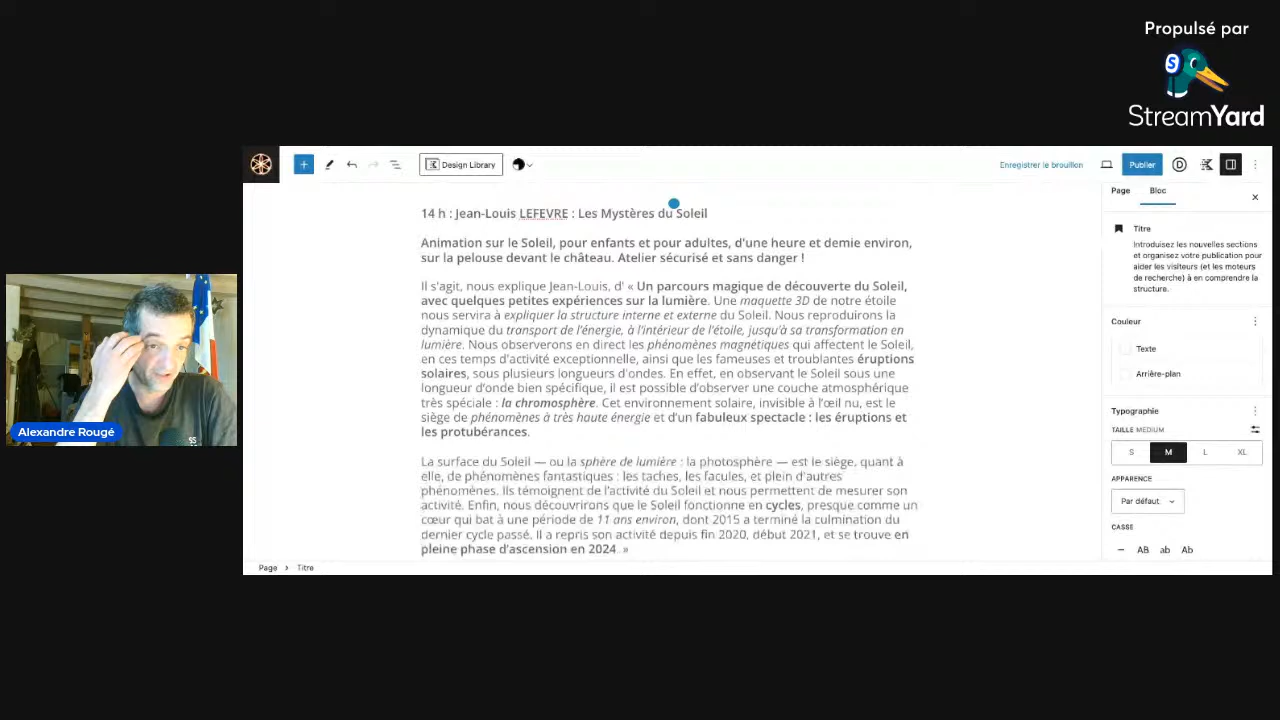 Propulsé par
S
StreamYard
Design Library
Enregistrer le brouillon
Publier
Page
Bloc
14 h : Jean-Louis LEFEVRE : Les Mystères du Soleil
Animation sur le Soleil, pour enfants et pour adultes, d'une heure et demie environ,
sur la pelouse devant le château. Atelier sécurisé et sans danger !
Il s'agit, nous explique Jean-Louis, d' « Un parcours magique de découverte du Soleil,
avec quelques petites expériences sur la lumière. Une maquette 3D de notre étoile
nous servira à expliquer la structure interne et externe du Soleil. Nous reproduirons la
dynamique du transport de l'énergie, à l'intérieur de l'étoile, jusqu'à sa transformation en
lumière. Nous observerons en direct les phénomènes magnétiques qui affectent le Soleil,
en ces temps d'activité exceptionnelle, ainsi que les fameuses et troublantes éruptions
solaires, sous plusieurs longueurs d'ondes. En effet, en observant le Soleil sous une
longueur d'onde bien spécifique, il est possible d'observer une couche atmosphérique
très spéciale : la chromosphère. Cet environnement solaire, invisible à l'œil nu, est le
siège de phénomènes à très haute énergie et d'un fabuleux spectacle : les éruptions et
les protubérances.
La surface du Soleil — ou la sphère de lumière : la photosphère — est le siège, quant à
elle, de phénomènes fantastiques : les taches, les facules, et plein d'autres
phénomènes. Ils témoignent de l'activité du Soleil et nous permettent de mesurer son
activité. Enfin, nous découvrirons que le Soleil fonctionne en cycles, presque comme un
cœur qui bat à une période de 11 ans environ, dont 2015 a terminé la culmination du
dernier cycle passé. Il a repris son activité depuis fin 2020, début 2021, et se trouve en
pleine phase d'ascension en 2024. »
Titre
Introduisez les nouvelles sections
et organisez votre publication pour
aider les visiteurs (et les moteurs
de recherche) à en comprendre la
structure.
Couleur
Texte
Arrière-plan
Typographie
TAILLE MEDIUM
S M L XL
APPARENCE
Par défaut
CASSE
– AB ab Ab
Page > Titre
Alexandre Rougé